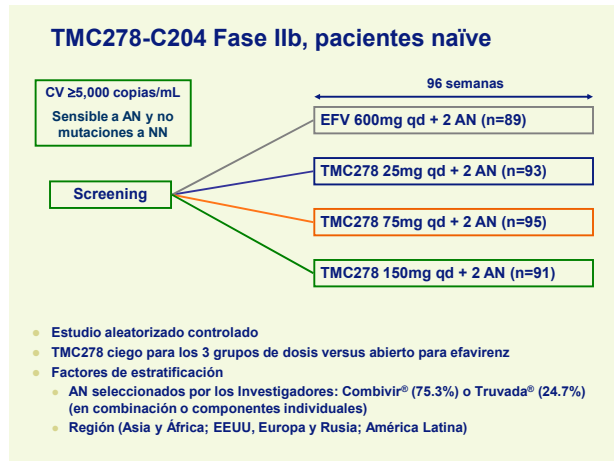 TMC278-C204 Fase IIb, pacientes naïve
CV ≥5,000 copias/mL
Sensible a AN y no
mutaciones a NN
96 semanas
EFV 600mg qd + 2 AN (n=89)
TMC278 25mg qd + 2 AN (n=93)
Screening
TMC278 75mg qd + 2 AN (n=95)
TMC278 150mg qd + 2 AN (n=91)
Estudio aleatorizado controlado
TMC278 ciego para los 3 grupos de dosis versus abierto para efavirenz
Factores de estratificación
AN seleccionados por los Investigadores: Combivir® (75.3%) o Truvada® (24.7%)
(en combinación o componentes individuales)
Región (Asia y África; EEUU, Europa y Rusia; América Latina)